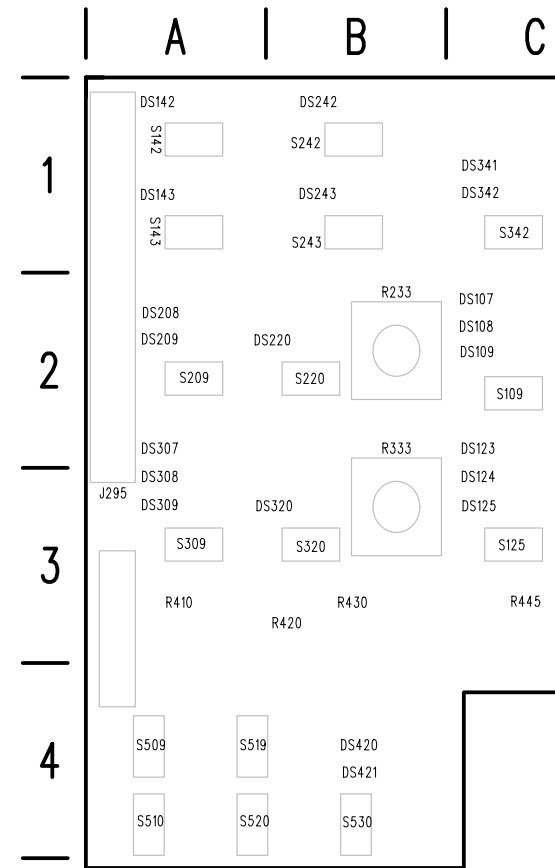 A B C
1
DS142 DS242
S142 S242
DS341
DS143 DS243 DS342
S143 S243 S342
2
R233 DS107
DS208 DS108
DS209 DS220 DS109
S209 S220 S109
DS307 R333 DS123
DS308 DS124
J295
DS309 DS320 DS125
3
S309 S320 S125
R410 R430 R445
R420
4
S509 S519 DS420
DS421
S510 S520 S530